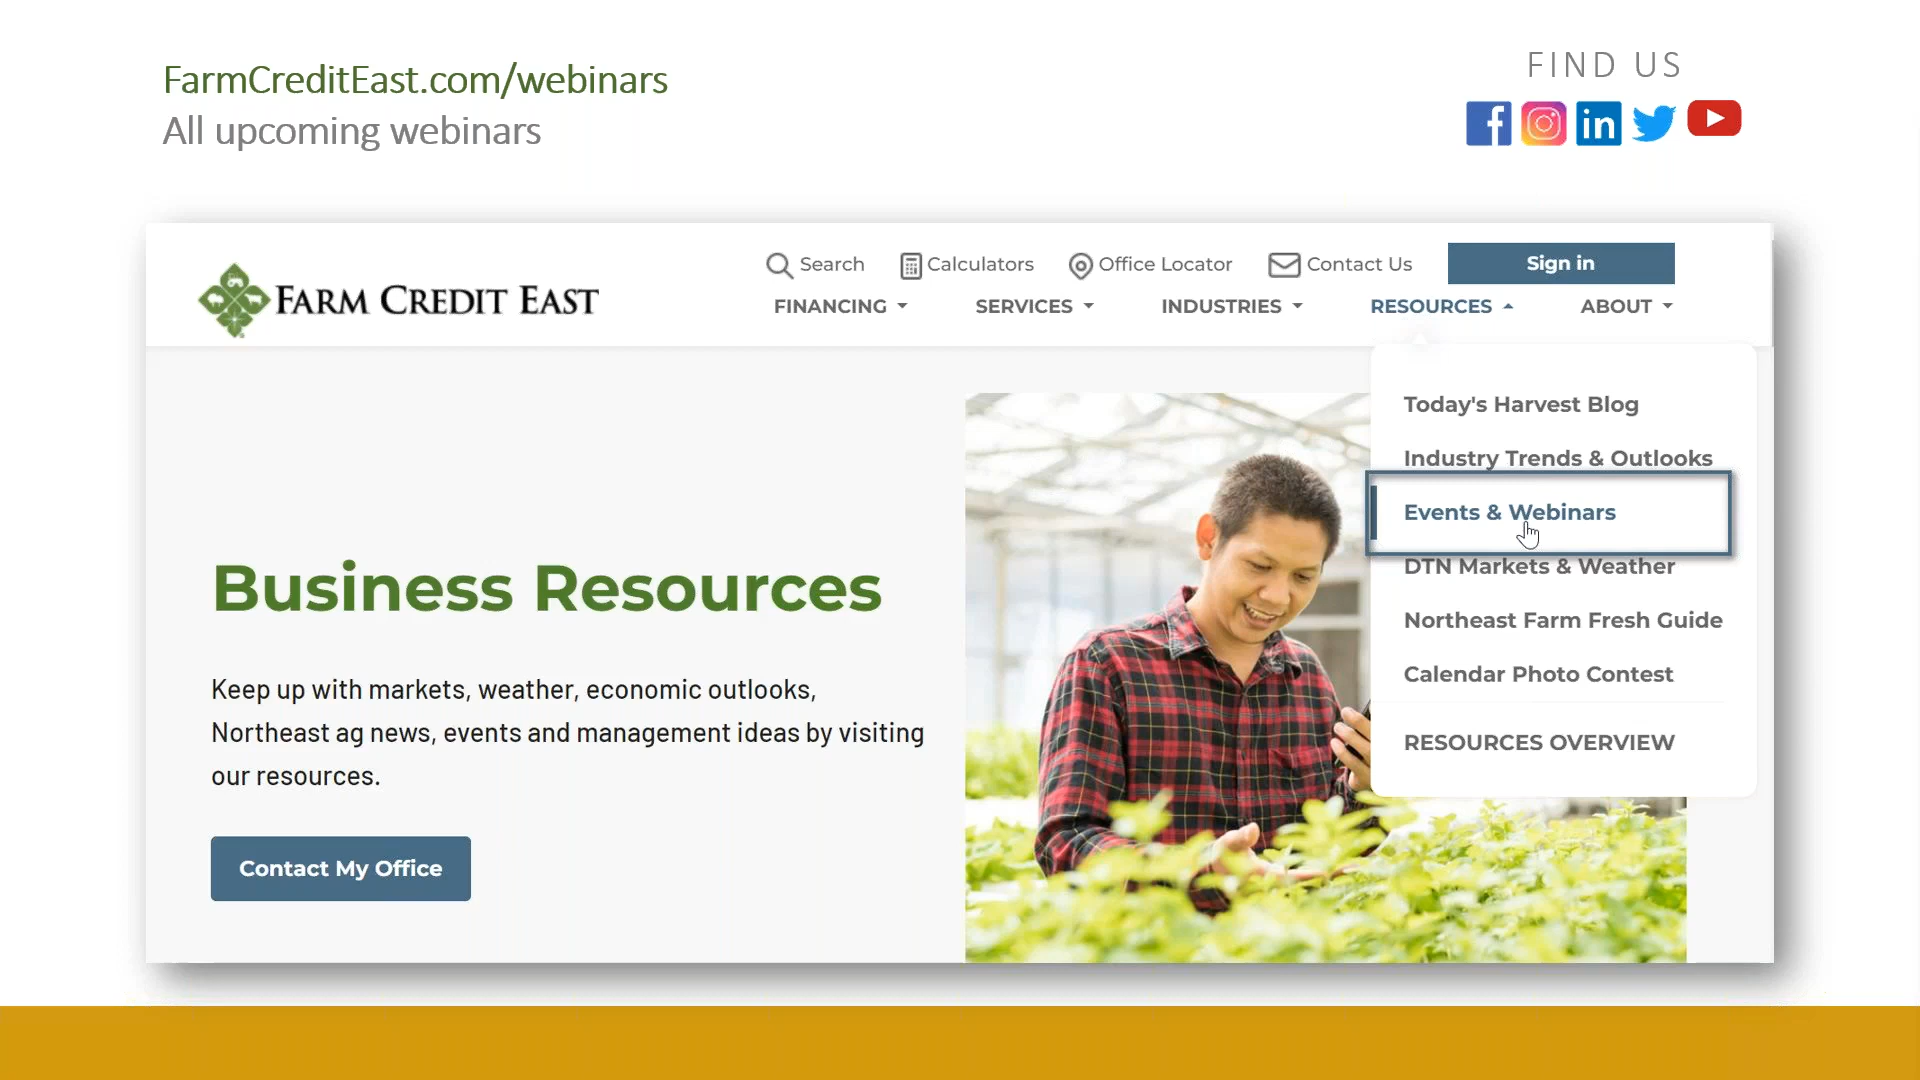 FarmCreditEast.com/webinars
All upcoming webinars
FIND US
Search
Calculators
Office Locator
Contact Us
Sign in
FARM CREDIT EAST
FINANCING
SERVICES
INDUSTRIES
RESOURCES
ABOUT
Today's Harvest Blog
Industry Trends & Outlooks
Events & Webinars
DTN Markets & Weather
Northeast Farm Fresh Guide
Calendar Photo Contest
RESOURCES OVERVIEW
Business Resources
Keep up with markets, weather, economic outlooks,
Northeast ag news, events and management ideas by visiting
our resources.
Contact My Office